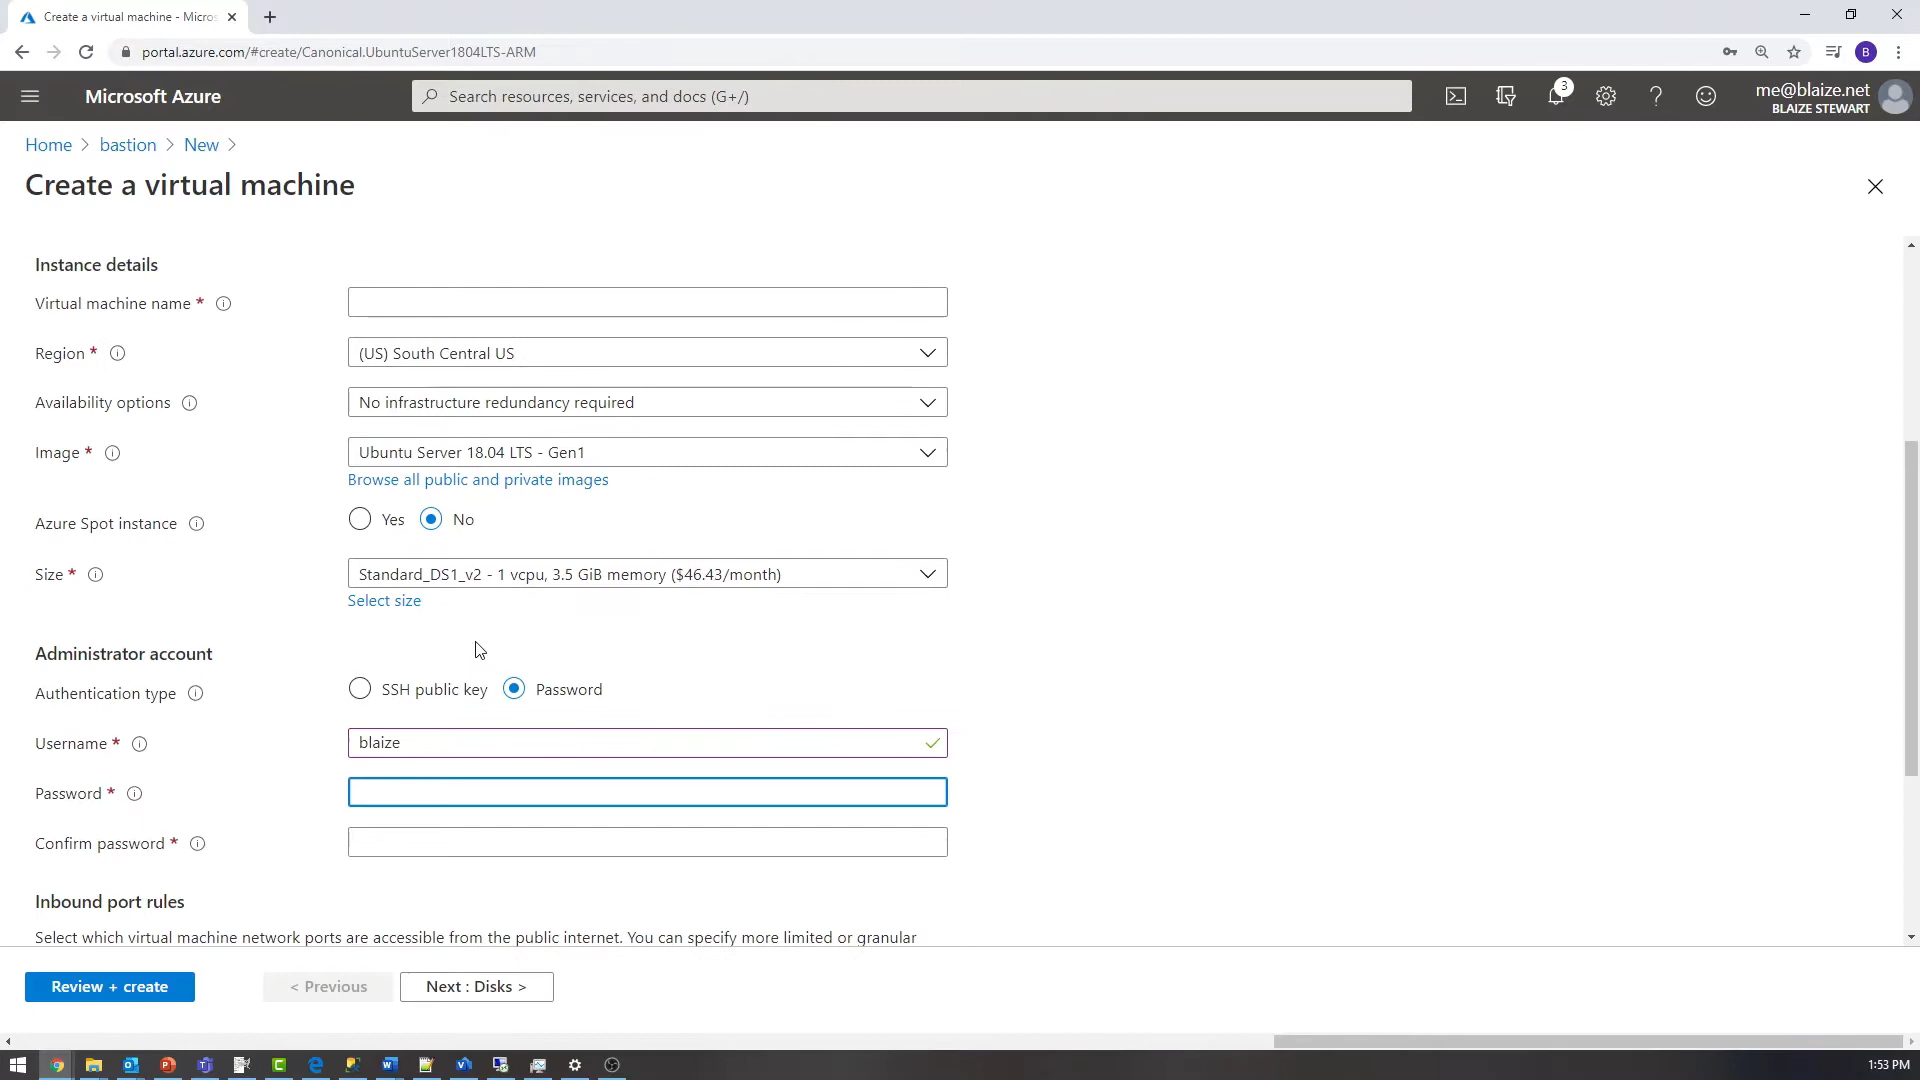 Create a virtual machine - Micros
portal.azure.com/#create/Canonical.UbuntuServer1804LTS-ARM
B
Microsoft Azure
Search resources, services, and docs (G+/)
3
me@blaize.net
BLAIZE STEWART
Home > bastion > New >
Create a virtual machine
Instance details
Virtual machine name *
Region *
(US) South Central US
Availability options
No infrastructure redundancy required
Image *
Ubuntu Server 18.04 LTS - Gen1
Browse all public and private images
Azure Spot instance
Yes No
Size *
Standard_DS1_v2 - 1 vcpu, 3.5 GiB memory ($46.43/month)
Select size
Administrator account
Authentication type
SSH public key Password
Username *
blaize
Password *
Confirm password *
Inbound port rules
Select which virtual machine network ports are accessible from the public internet. You can specify more limited or granular
Review + create
< Previous
Next : Disks >
1:53 PM